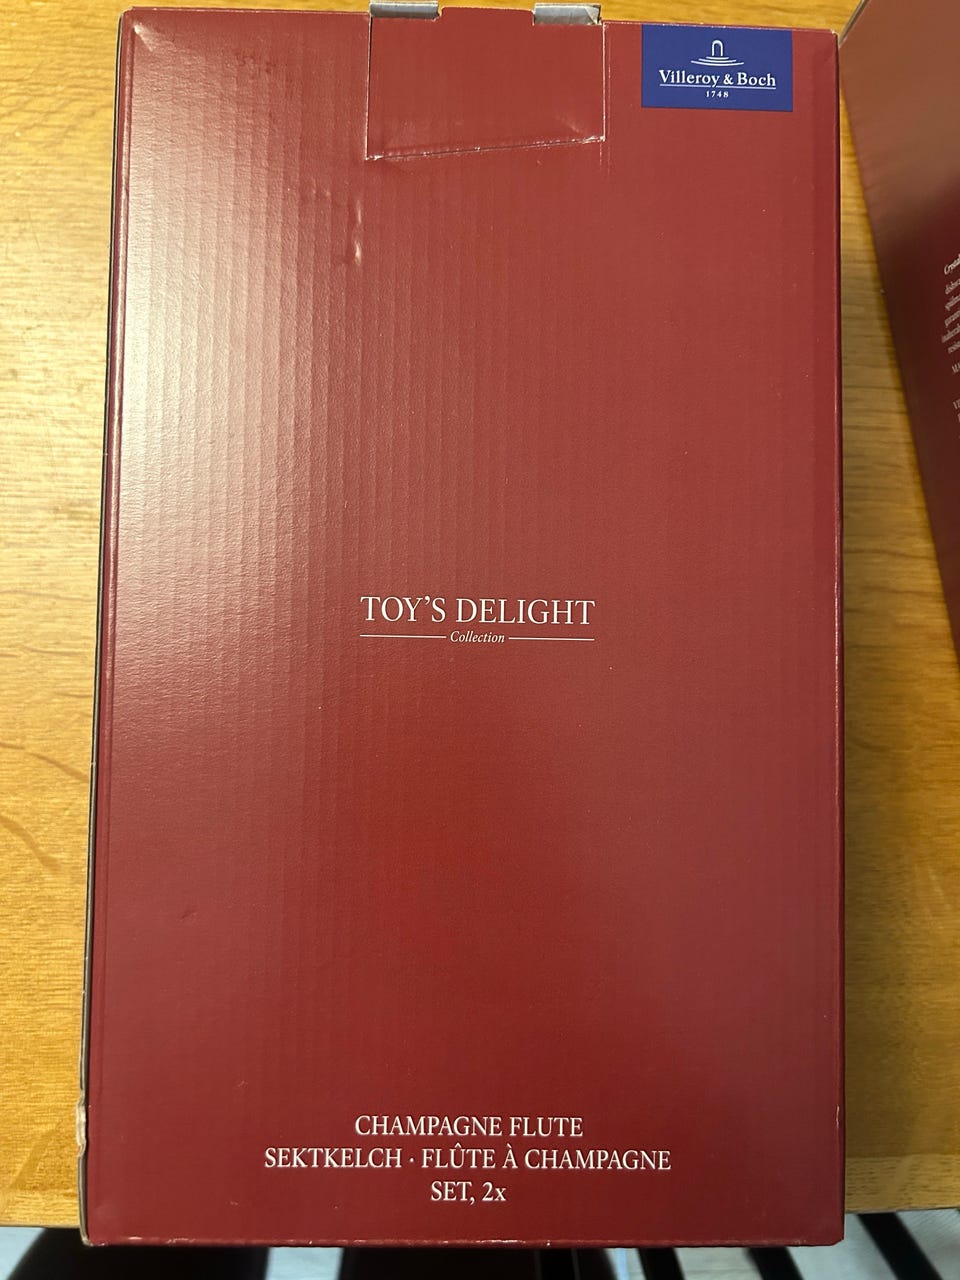 Villeroy & Boch
1748
TOY'S DELIGHT
Collection
CHAMPAGNE FLUTE
SEKTKELCH · FLÛTE À CHAMPAGNE
SET, 2x